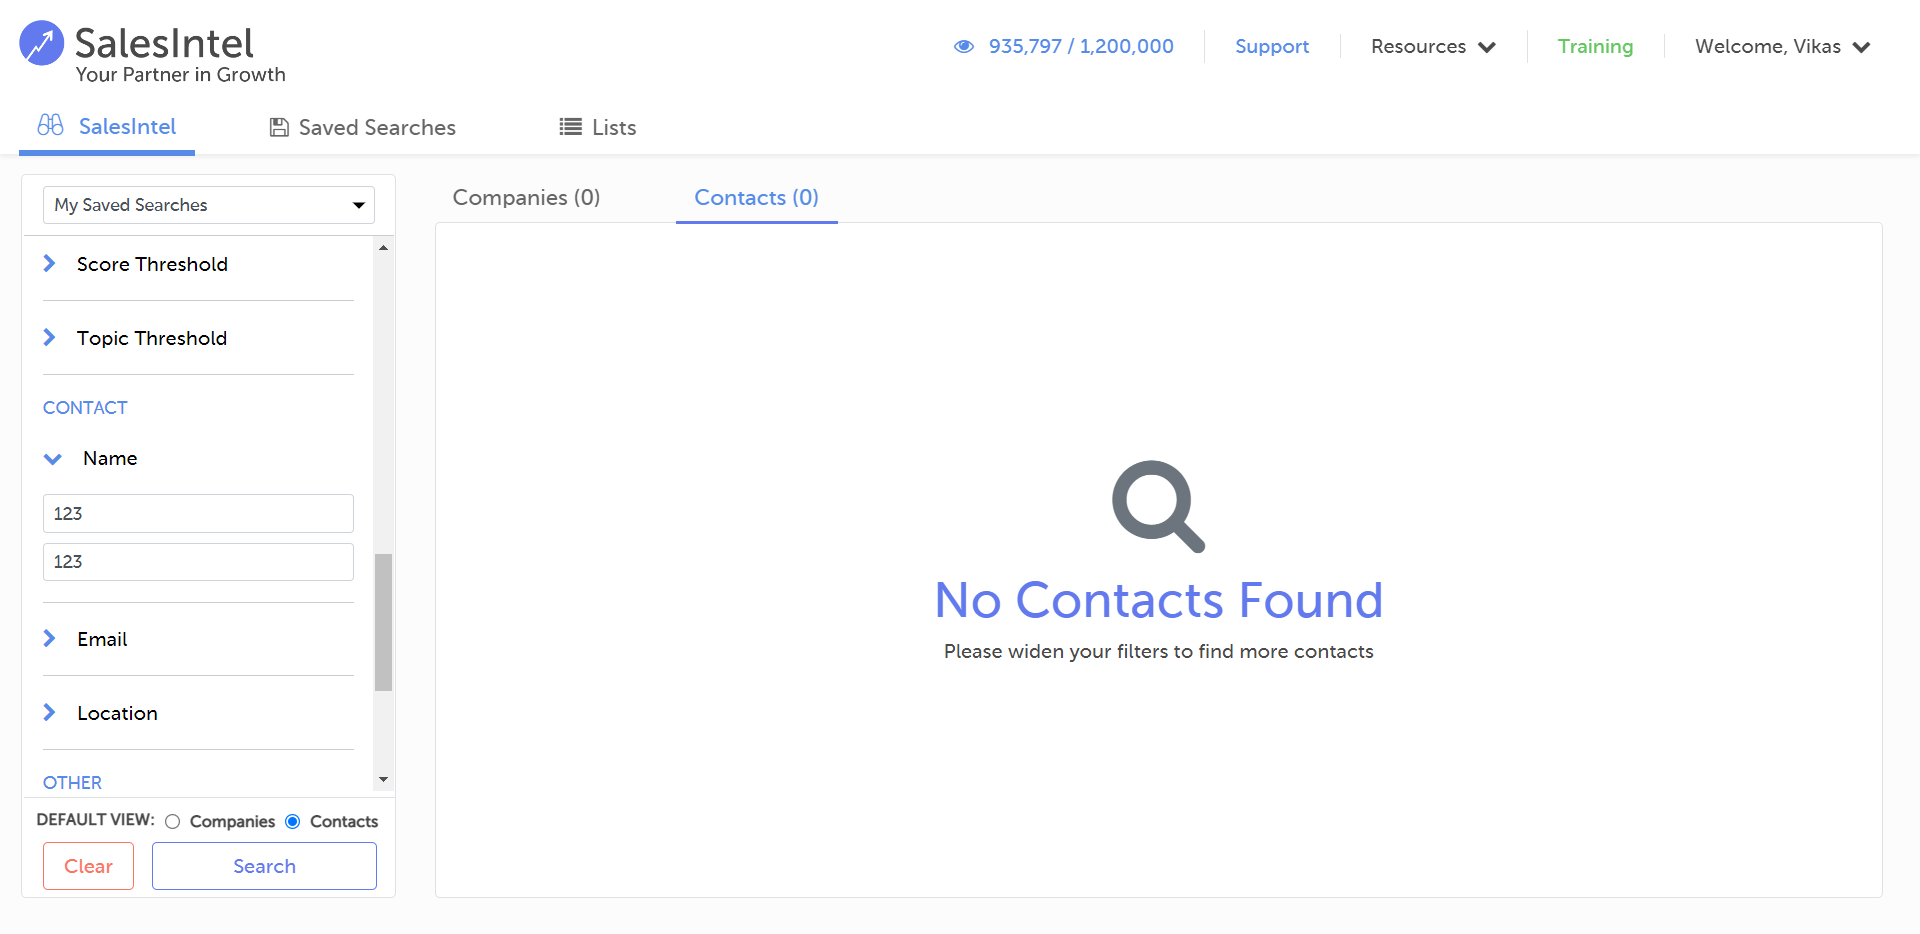 SalesIntel
Your Partner in Growth
935,797 / 1,200,000
Support
Resources
Training
Welcome, Vikas
SalesIntel
Saved Searches
Lists
My Saved Searches
Score Threshold
Topic Threshold
CONTACT
Name
123
123
Email
Location
OTHER
DEFAULT VIEW: Companies Contacts
Clear
Search
Companies (0)
Contacts (0)
No Contacts Found
Please widen your filters to find more contacts